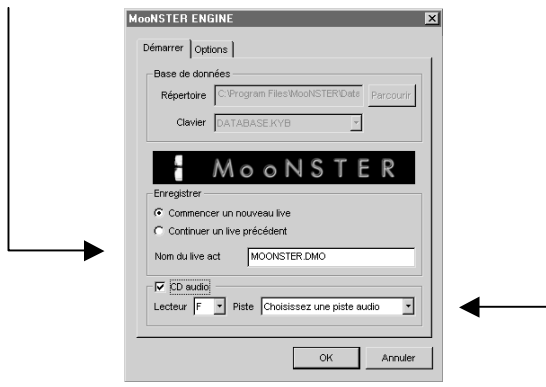 MooNSTER ENGINE
Démarrer Options
Base de données
Répertoire C:\Program Files\MooNSTER\Data Parcourir
Clavier DATABASE.KYB
MooNSTER
Enregistrer
Commencer un nouveau live
Continuer un live précédent
Nom du live act MOONSTER.DMO
CD audio
Lecteur F Piste Choisissez une piste audio
OK Annuler